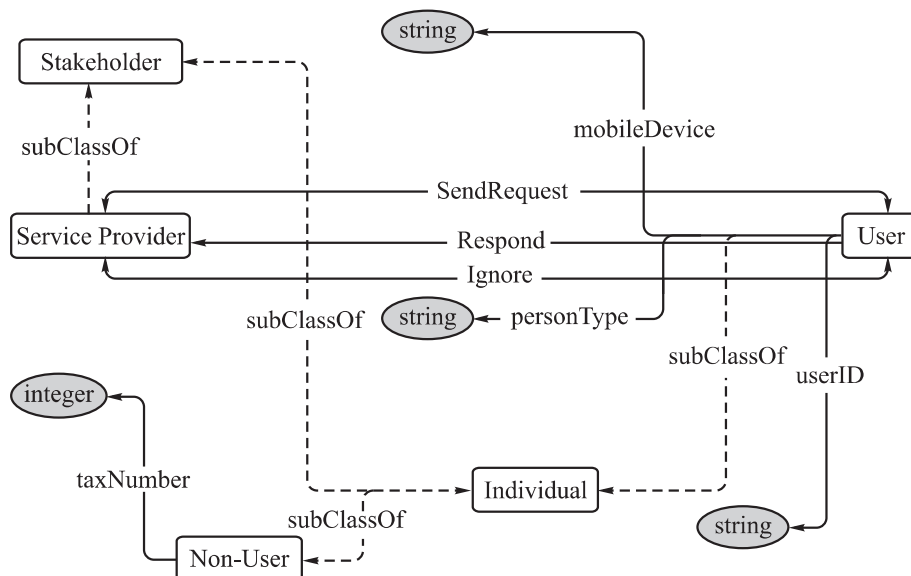 string
Stakeholder
mobileDevice
subClassOf
SendRequest
Service Provider
Respond
User
Ignore
subClassOf
string
personType
subClassOf
userID
integer
taxNumber
Individual
subClassOf
string
Non-User